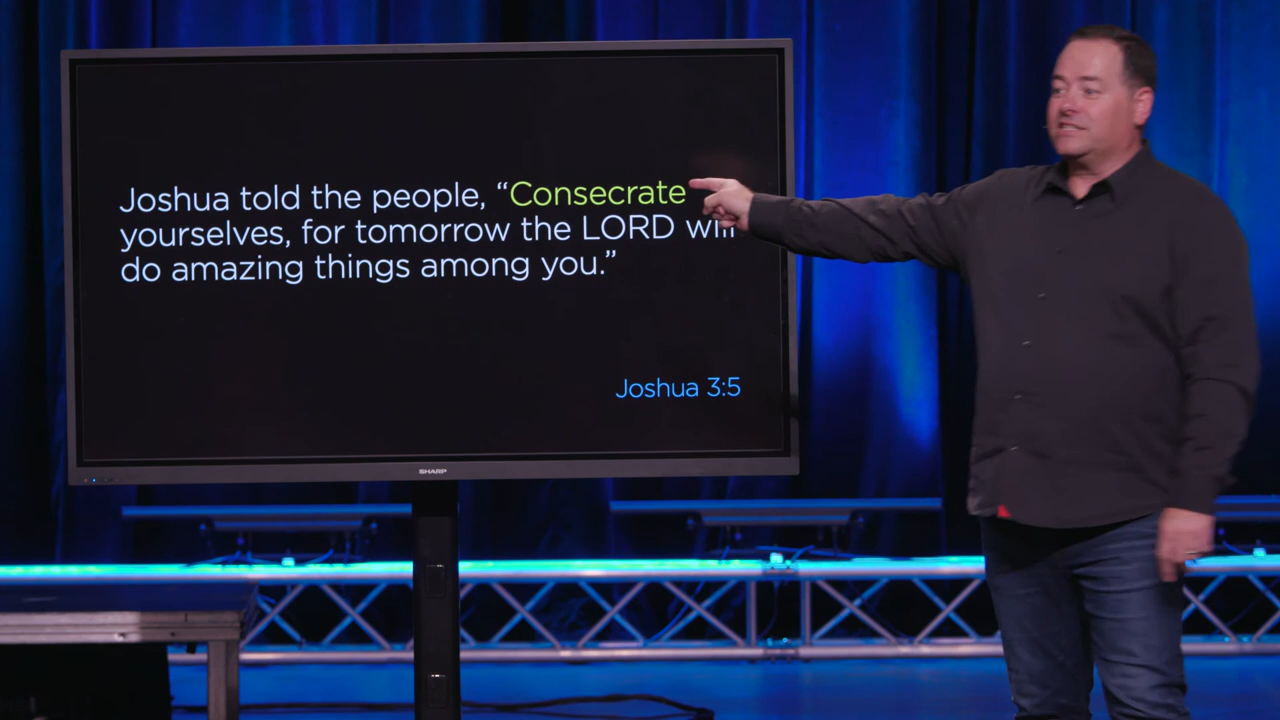 Joshua told the people, “Consecrate
yourselves, for tomorrow the LORD will
do amazing things among you.”
Joshua 3:5
SHARP